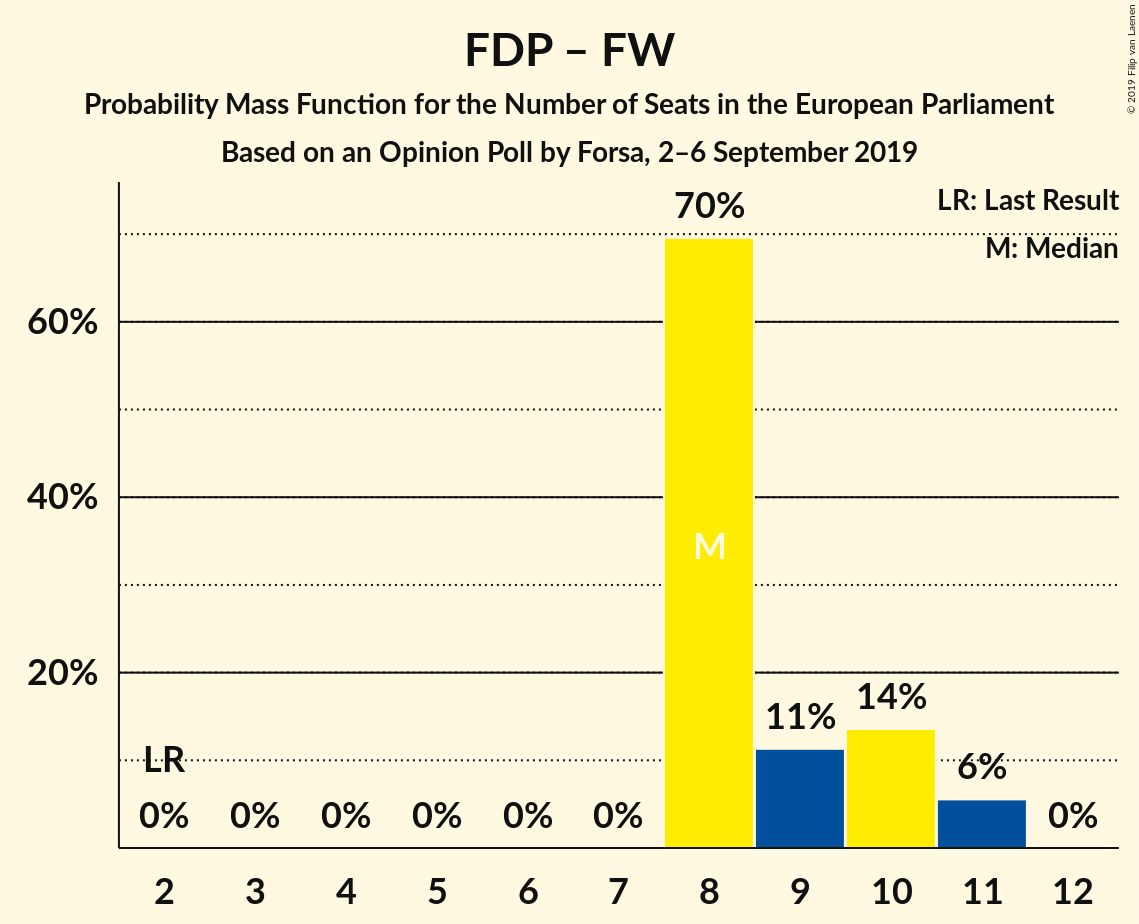 FDP – FW
Probability Mass Function for the Number of Seats in the European Parliament
Based on an Opinion Poll by Forsa, 2–6 September 2019
© 2019 Filip van Laenen
LR: Last Result
M: Median
70%
60%
40%
M
20%
14%
11%
LR
6%
0% 0% 0% 0% 0% 0% 0%
2 3 4 5 6 7 8 9 10 11 12